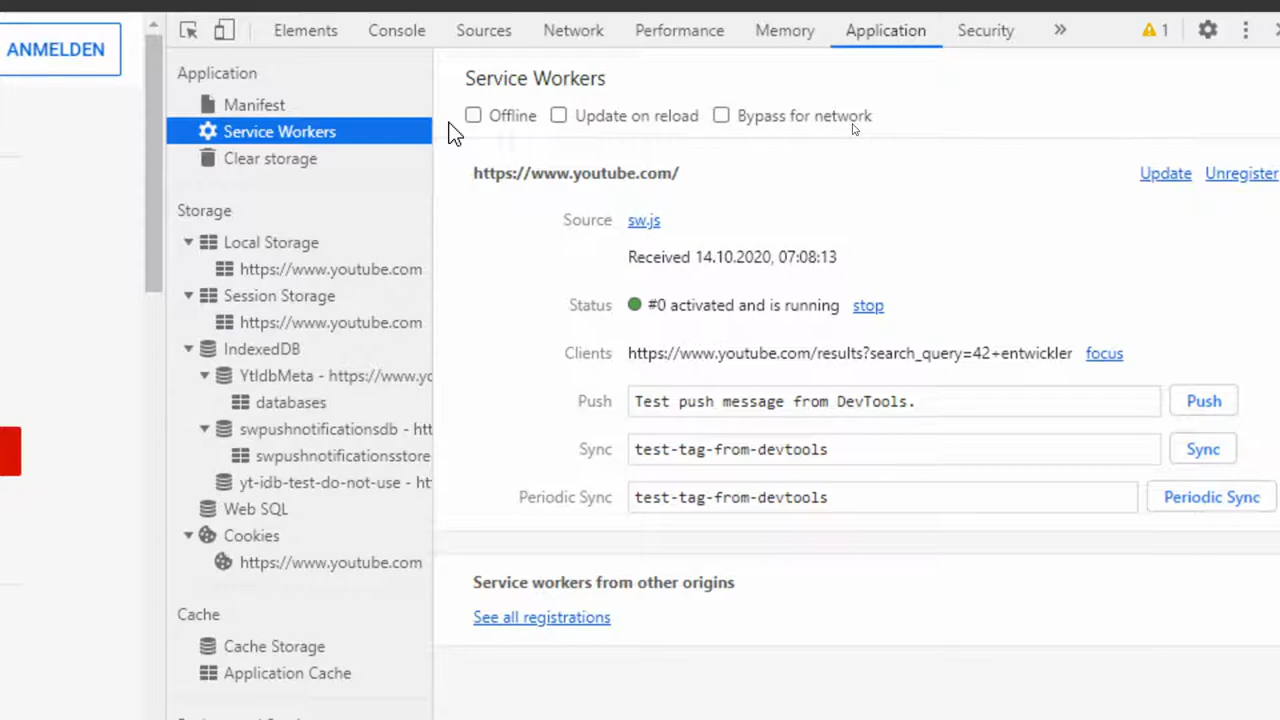 ANMELDEN
Elements Console Sources Network Performance Memory Application Security » 1
Application
Manifest
Service Workers
Clear storage
Storage
Local Storage
https://www.youtube.com
Session Storage
https://www.youtube.com
IndexedDB
YtIdbMeta - https://www.yo
databases
swpushnotificationsdb - htt
swpushnotificationsstore
yt-idb-test-do-not-use - ht
Web SQL
Cookies
https://www.youtube.com
Cache
Cache Storage
Application Cache
Service Workers
Offline Update on reload Bypass for network
https://www.youtube.com/ Update Unregister
Source sw.js
Received 14.10.2020, 07:08:13
Status #0 activated and is running stop
Clients https://www.youtube.com/results?search_query=42+entwickler focus
Push Test push message from DevTools. Push
Sync test-tag-from-devtools Sync
Periodic Sync test-tag-from-devtools Periodic Sync
Service workers from other origins
See all registrations